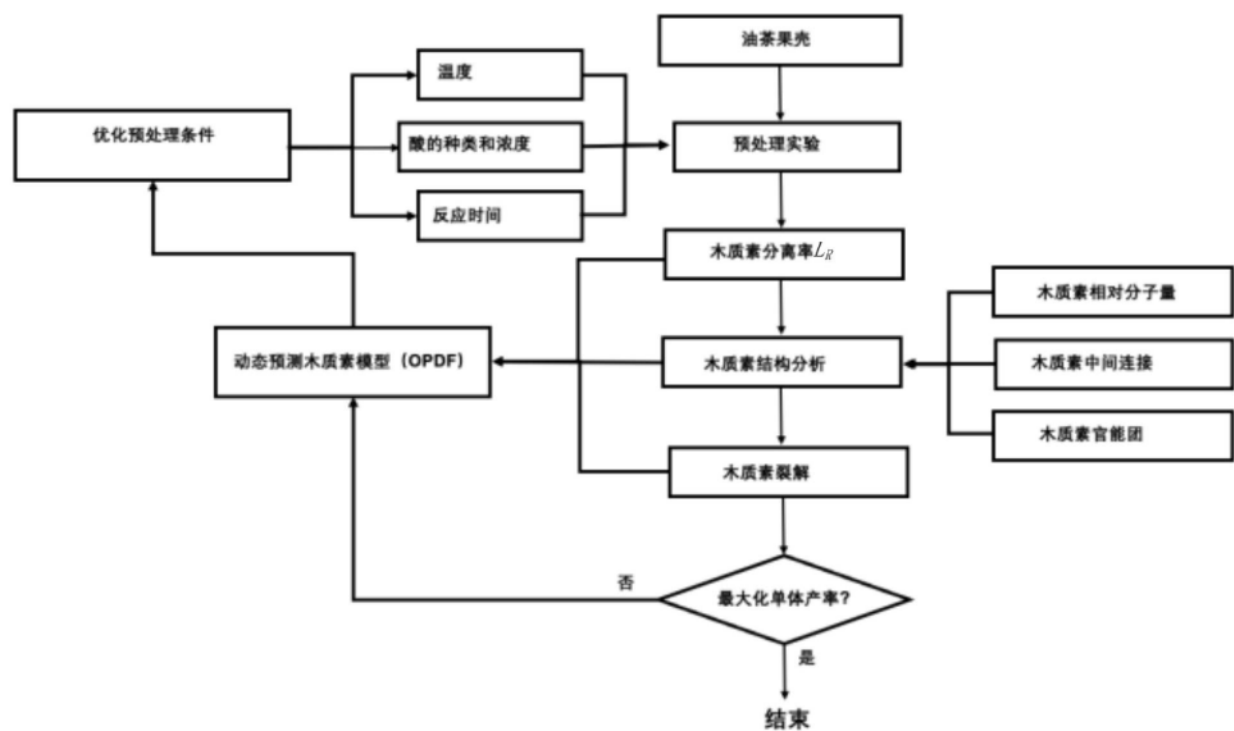 油茶果壳
温度
优化预处理条件
酸的种类和浓度
预处理实验
反应时间
木质素分离率L_R
木质素相对分子量
动态预测木质素模型（OPDF）
木质素结构分析
木质素中间连接
木质素官能团
木质素裂解
否
最大化单体产率?
是
结束